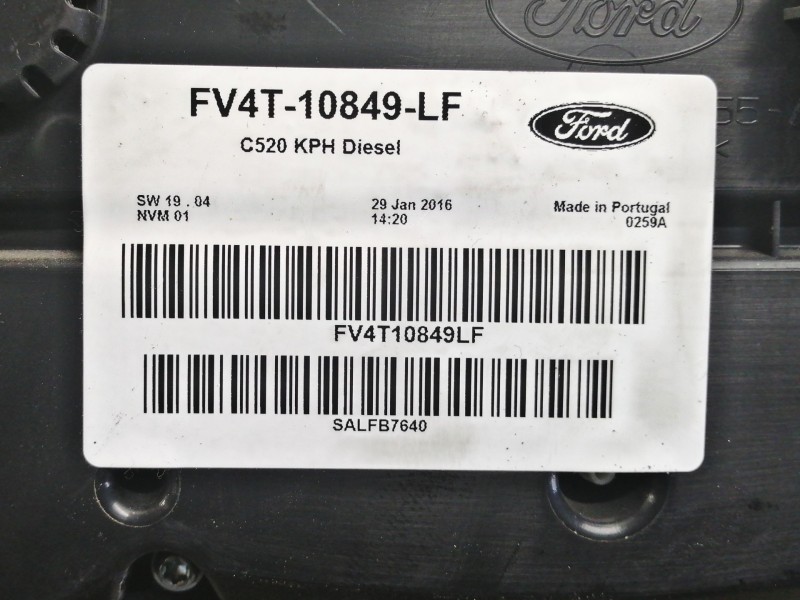 Ford
FV4T-10849-LF
Ford
C520 KPH Diesel
SW 19 . 04
29 Jan 2016
Made in Portugal
NVM 01
14:20
0259A
FV4T10849LF
SALFB7640